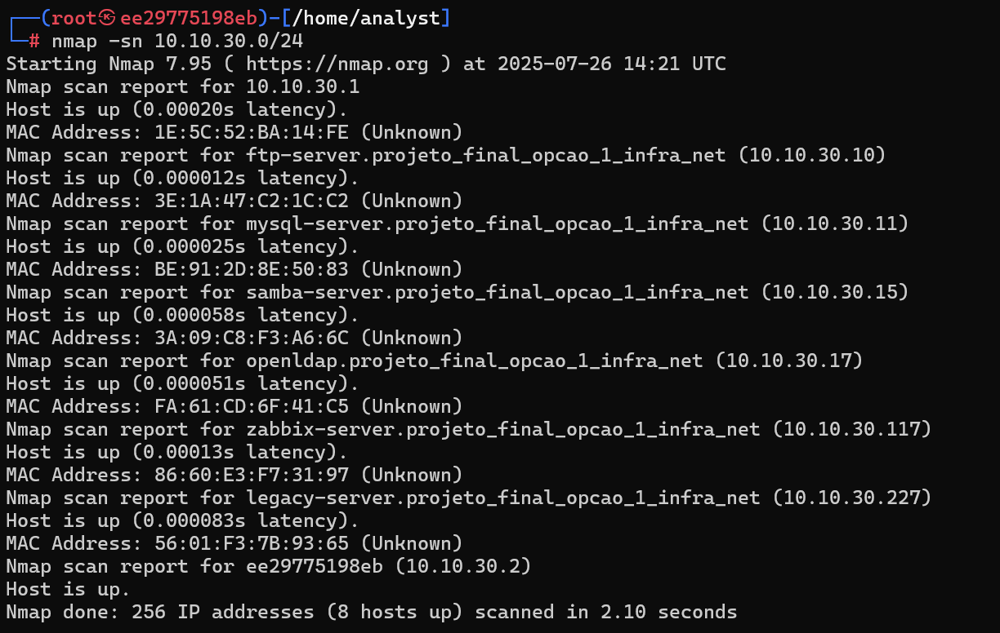 ┌──(root㉿ee29775198eb)-[/home/analyst]
└─# nmap -sn 10.10.30.0/24
Starting Nmap 7.95 ( https://nmap.org ) at 2025-07-26 14:21 UTC
Nmap scan report for 10.10.30.1
Host is up (0.00020s latency).
MAC Address: 1E:5C:52:BA:14:FE (Unknown)
Nmap scan report for ftp-server.projeto_final_opcao_1_infra_net (10.10.30.10)
Host is up (0.000012s latency).
MAC Address: 3E:1A:47:C2:1C:C2 (Unknown)
Nmap scan report for mysql-server.projeto_final_opcao_1_infra_net (10.10.30.11)
Host is up (0.000025s latency).
MAC Address: BE:91:2D:8E:50:83 (Unknown)
Nmap scan report for samba-server.projeto_final_opcao_1_infra_net (10.10.30.15)
Host is up (0.000058s latency).
MAC Address: 3A:09:C8:F3:A6:6C (Unknown)
Nmap scan report for openldap.projeto_final_opcao_1_infra_net (10.10.30.17)
Host is up (0.000051s latency).
MAC Address: FA:61:CD:6F:41:C5 (Unknown)
Nmap scan report for zabbix-server.projeto_final_opcao_1_infra_net (10.10.30.117)
Host is up (0.00013s latency).
MAC Address: 86:60:E3:F7:31:97 (Unknown)
Nmap scan report for legacy-server.projeto_final_opcao_1_infra_net (10.10.30.227)
Host is up (0.000083s latency).
MAC Address: 56:01:F3:7B:93:65 (Unknown)
Nmap scan report for ee29775198eb (10.10.30.2)
Host is up.
Nmap done: 256 IP addresses (8 hosts up) scanned in 2.10 seconds